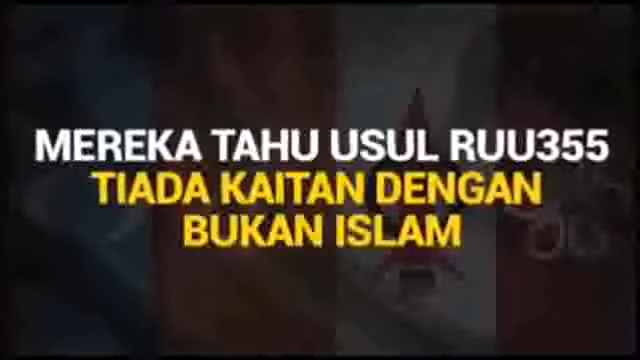 MEREKA TAHU USUL RUU355
TIADA KAITAN DENGAN
BUKAN ISLAM